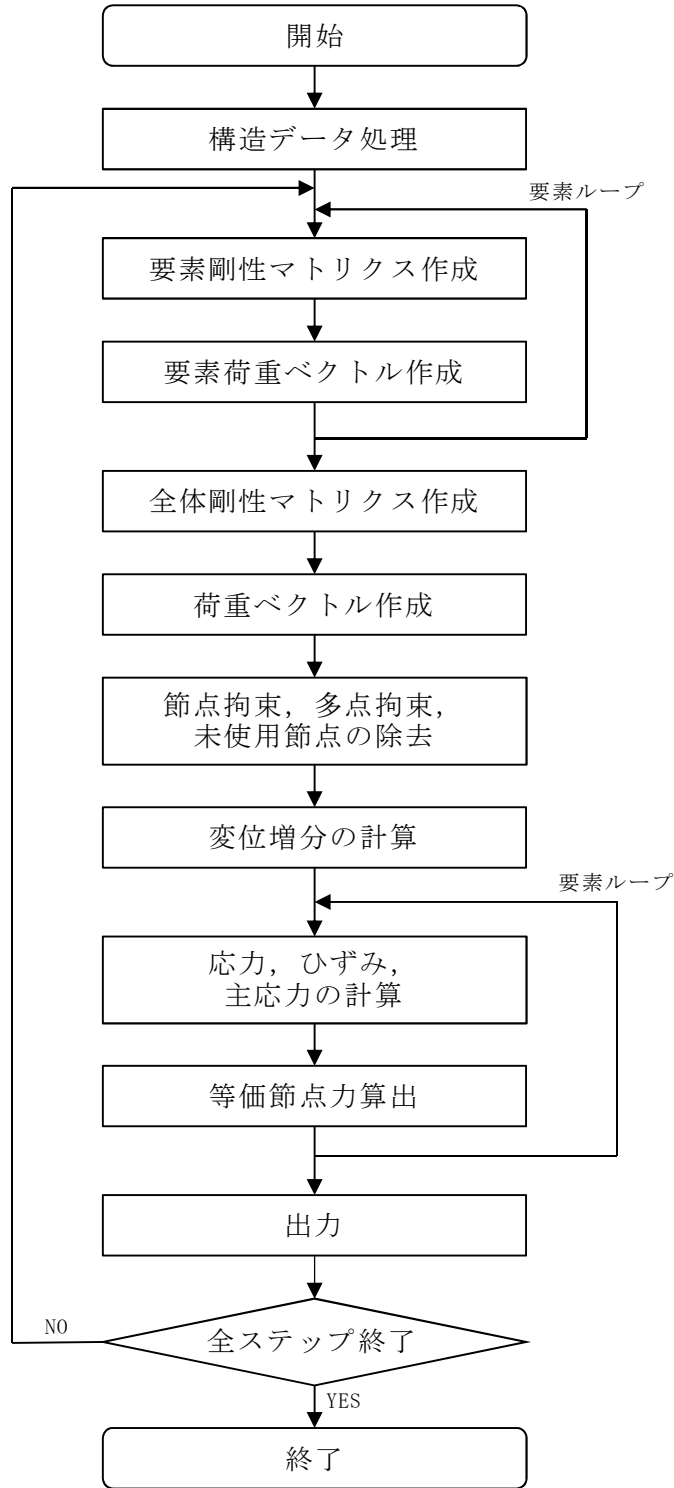 開始
構造データ処理
要素ループ
要素剛性マトリクス作成
要素荷重ベクトル作成
全体剛性マトリクス作成
荷重ベクトル作成
節点拘束，多点拘束，
未使用節点の除去
変位増分の計算
要素ループ
応力，ひずみ，
主応力の計算
等価節点力算出
出力
NO
全ステップ終了
YES
終了